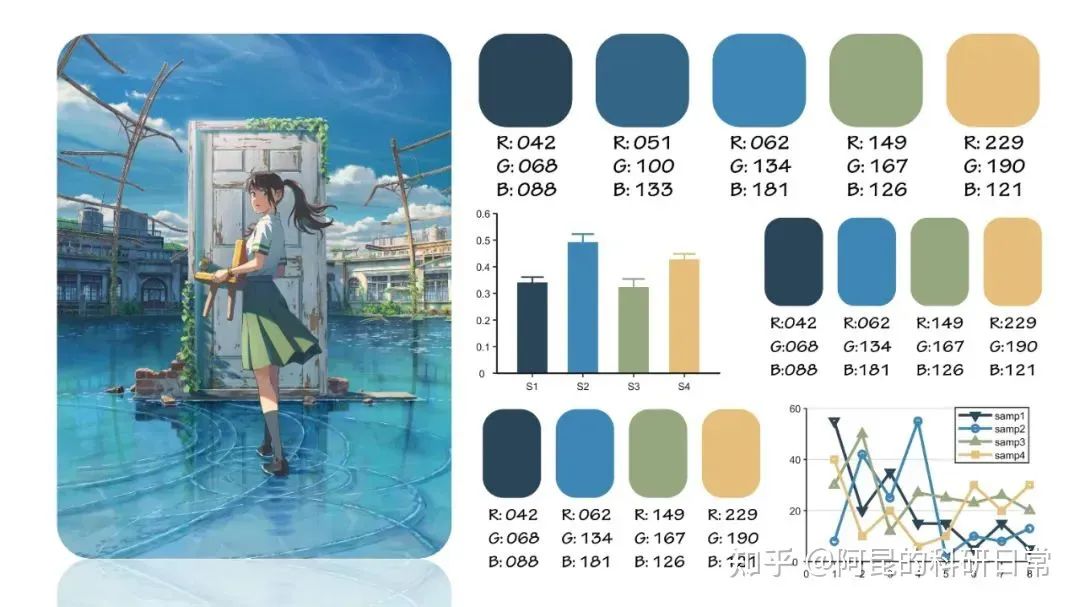 R: 042 R: 051 R: 062 R: 149 R: 229
G: 068 G: 100 G: 134 G: 167 G: 190
B: 088 B: 133 B: 181 B: 126 B: 121
0.6
0.5
0.4
0.3
0.2
0.1
0
S1 S2 S3 S4
R:042 R:062 R:149 R:229
G:068 G:134 G:167 G:190
B:088 B:181 B:126 B:121
R: 042 R: 062 R: 149 R: 229
G: 068 G: 134 G: 167 G: 190
B: 088 B: 181 B: 126 B: 121
60
40
20
0
samp1
samp2
samp3
samp4
0 1 2 3 4 5 6 7 8
知乎 @阿昆的科研日常